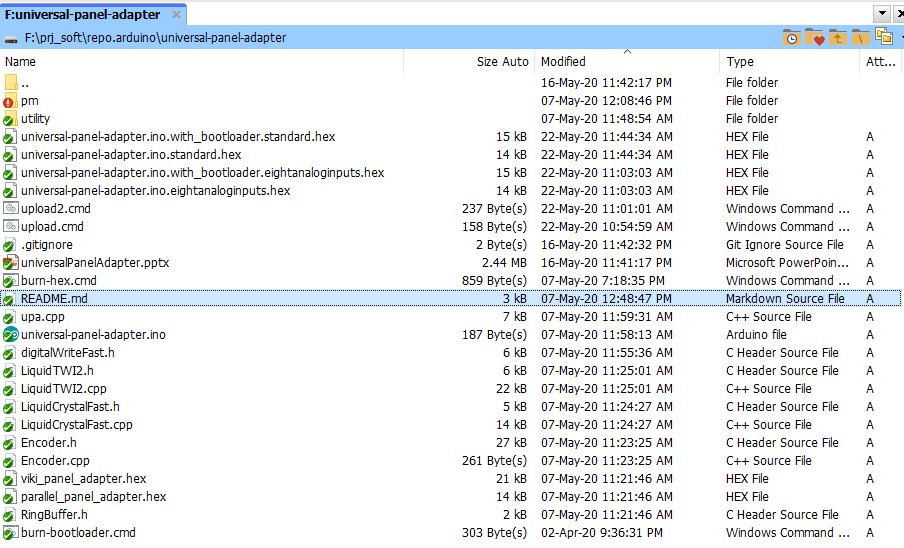 F:universal-panel-adapter
F:\prj_soft\repo.arduino\universal-panel-adapter
Name Size Auto Modified Type Att...
.. 16-May-20 11:42:17 PM File folder
pm 07-May-20 12:08:46 PM File folder
utility 07-May-20 11:48:54 AM File folder
universal-panel-adapter.ino.with_bootloader.standard.hex 15 kB 22-May-20 11:44:34 AM HEX File A
universal-panel-adapter.ino.standard.hex 14 kB 22-May-20 11:44:34 AM HEX File A
universal-panel-adapter.ino.with_bootloader.eightanaloginputs.hex 15 kB 22-May-20 11:03:03 AM HEX File A
universal-panel-adapter.ino.eightanaloginputs.hex 14 kB 22-May-20 11:03:03 AM HEX File A
upload2.cmd 237 Byte(s) 22-May-20 11:01:01 AM Windows Command ... A
upload.cmd 158 Byte(s) 22-May-20 10:54:59 AM Windows Command ... A
.gitignore 2 Byte(s) 16-May-20 11:42:32 PM Git Ignore Source File A
universalPanelAdapter.pptx 2.44 MB 16-May-20 11:41:17 PM Microsoft PowerPoin... A
burn-hex.cmd 859 Byte(s) 07-May-20 7:18:35 PM Windows Command ... A
README.md 3 kB 07-May-20 12:48:47 PM Markdown Source File A
upa.cpp 7 kB 07-May-20 11:59:31 AM C++ Source File A
universal-panel-adapter.ino 187 Byte(s) 07-May-20 11:58:13 AM Arduino file A
digitalWriteFast.h 6 kB 07-May-20 11:55:36 AM C Header Source File A
LiquidTWI2.h 6 kB 07-May-20 11:25:01 AM C Header Source File A
LiquidTWI2.cpp 22 kB 07-May-20 11:25:01 AM C++ Source File A
LiquidCrystalFast.h 5 kB 07-May-20 11:24:27 AM C Header Source File A
LiquidCrystalFast.cpp 14 kB 07-May-20 11:24:27 AM C++ Source File A
Encoder.h 27 kB 07-May-20 11:23:25 AM C Header Source File A
Encoder.cpp 261 Byte(s) 07-May-20 11:23:25 AM C++ Source File A
viki_panel_adapter.hex 21 kB 07-May-20 11:21:46 AM HEX File A
parallel_panel_adapter.hex 14 kB 07-May-20 11:21:46 AM HEX File A
RingBuffer.h 2 kB 07-May-20 11:21:46 AM C Header Source File A
burn-bootloader.cmd 303 Byte(s) 02-Apr-20 9:36:31 PM Windows Command ... A